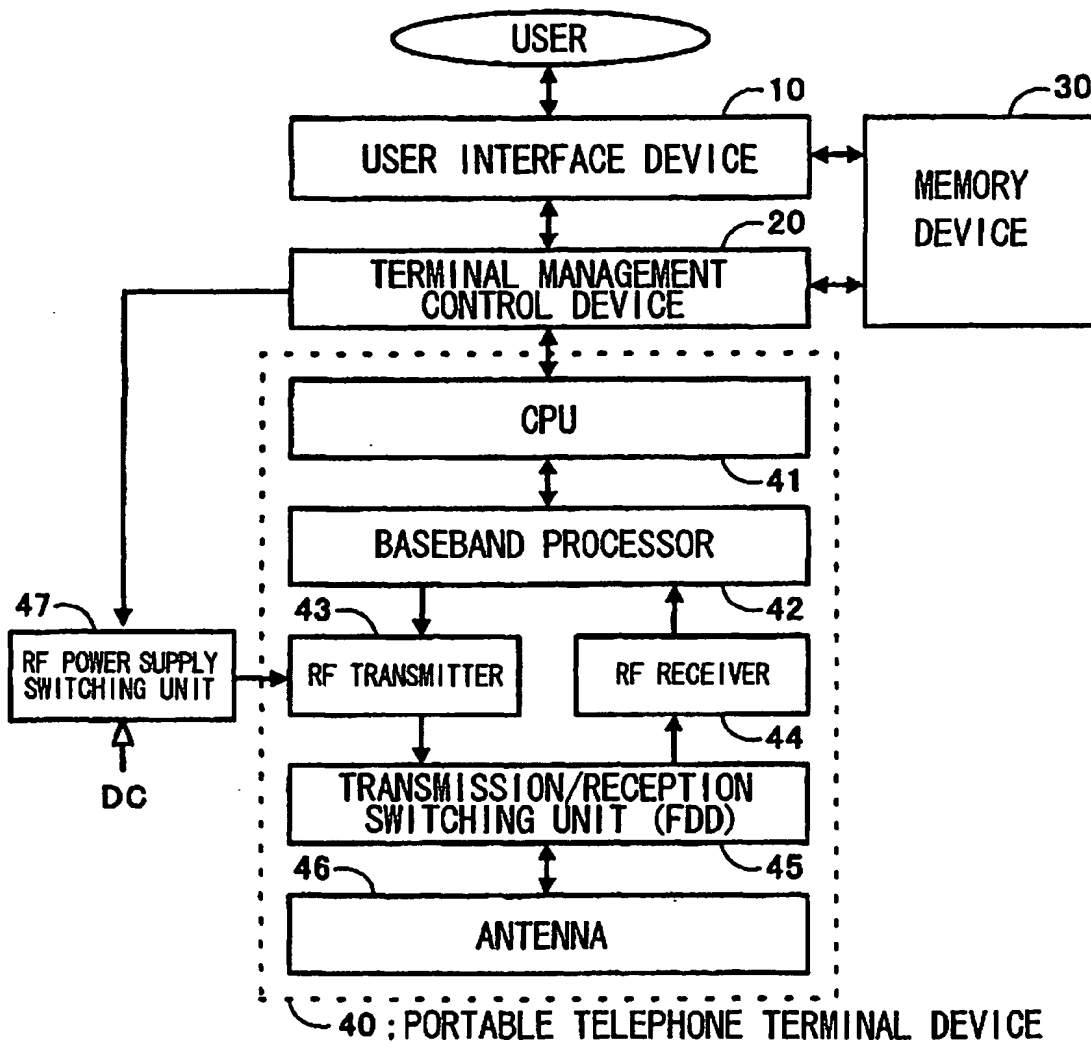 USER
10
30
USER INTERFACE DEVICE
MEMORY
DEVICE
20
TERMINAL MANAGEMENT
CONTROL DEVICE
CPU
41
BASEBAND PROCESSOR
42
47
43
RF POWER SUPPLY
SWITCHING UNIT
RF TRANSMITTER
RF RECEIVER
44
DC
TRANSMISSION/RECEPTION
SWITCHING UNIT (FDD)
45
46
ANTENNA
40 ; PORTABLE TELEPHONE TERMINAL DEVICE